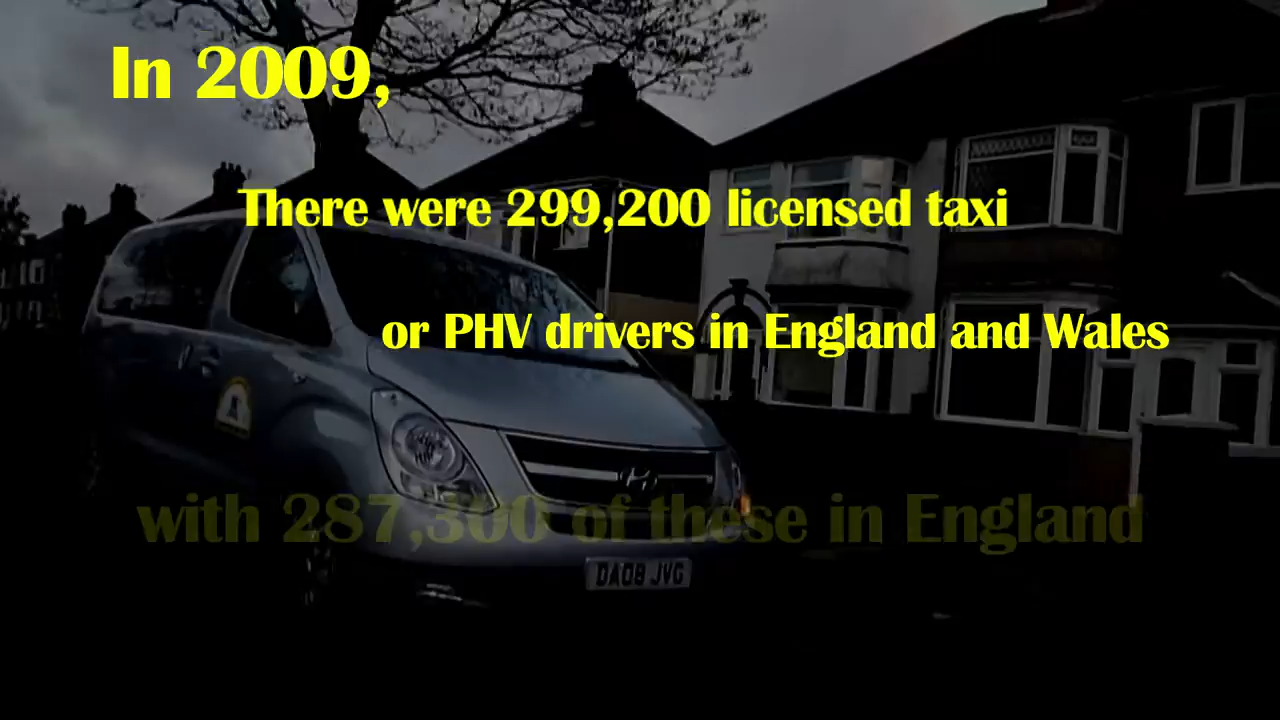 In 2009,
There were 299,200 licensed taxi
or PHV drivers in England and Wales
with 287,300 of these in England
DA08 JVG